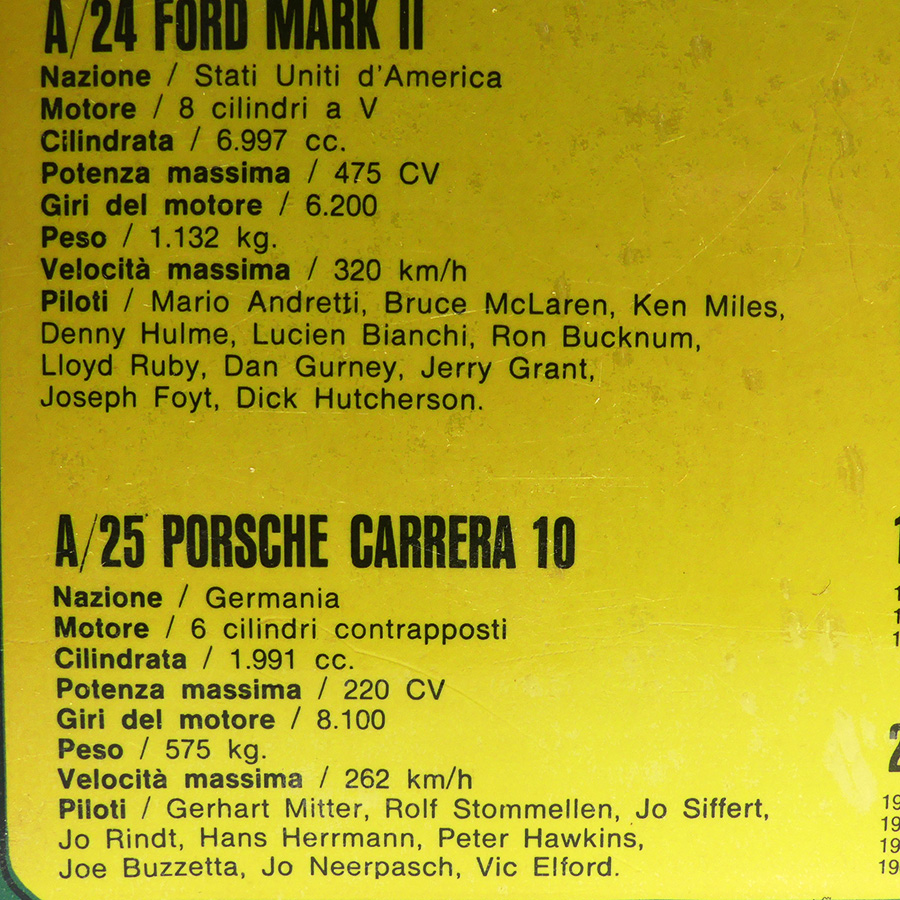 A/24 FORD MARK II
Nazione / Stati Uniti d'America
Motore / 8 cilindri a V
Cilindrata / 6.997 cc.
Potenza massima / 475 CV
Giri del motore / 6.200
Peso / 1.132 kg.
Velocità massima / 320 km/h
Piloti / Mario Andretti, Bruce McLaren, Ken Miles,
Denny Hulme, Lucien Bianchi, Ron Bucknum,
Lloyd Ruby, Dan Gurney, Jerry Grant,
Joseph Foyt, Dick Hutcherson.
A/25 PORSCHE CARRERA 10
Nazione / Germania
Motore / 6 cilindri contrapposti
Cilindrata / 1.991 cc.
Potenza massima / 220 CV
Giri del motore / 8.100
Peso / 575 kg.
Velocità massima / 262 km/h
Piloti / Gerhart Mitter, Rolf Stommellen, Jo Siffert,
Jo Rindt, Hans Herrmann, Peter Hawkins,
Joe Buzzetta, Jo Neerpasch, Vic Elford.